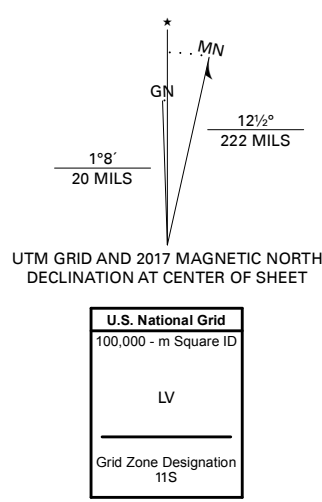 ★
MN
GN
12½°
222 MILS
1°8´
20 MILS
UTM GRID AND 2017 MAGNETIC NORTH
DECLINATION AT CENTER OF SHEET
U.S. National Grid
100,000 - m Square ID
LV
Grid Zone Designation
11S